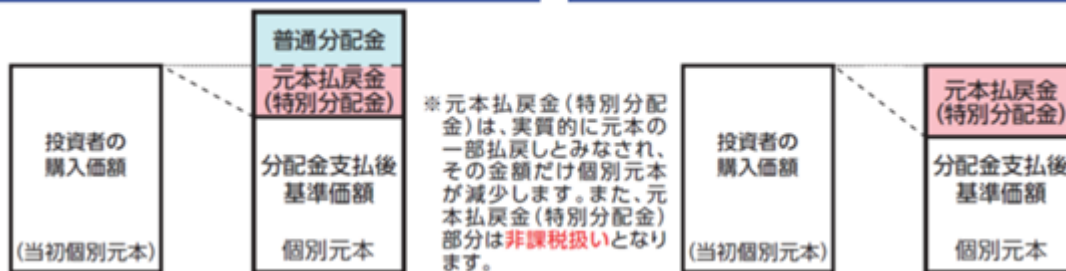 普通分配金
元本払戻金
(特別分配金)
投資者の
購入価額
(当初個別元本)
分配金支払後
基準価額
個別元本
※元本払戻金(特別分配
金)は、実質的に元本の
一部払戻しとみなされ、
その金額だけ個別元本
が減少します。また、元
本払戻金(特別分配金)
部分は非課税扱いとなり
ます。
投資者の
購入価額
(当初個別元本)
元本払戻金
(特別分配金)
分配金支払後
基準価額
個別元本